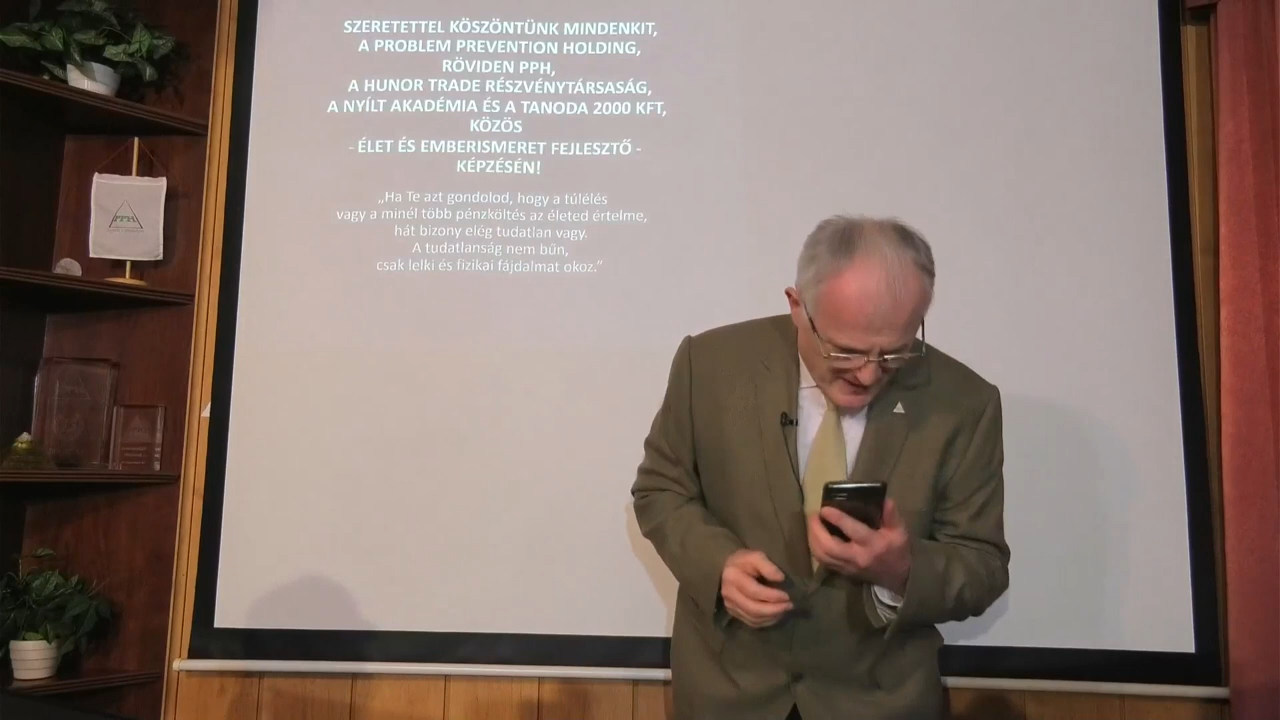 SZERETETTEL KÖSZÖNTÜNK MINDENKIT,
A PROBLEM PREVENTION HOLDING,
RÖVIDEN PPH,
A HUNOR TRADE RÉSZVÉNYTÁRSASÁG,
A NYÍLT AKADÉMIA ÉS A TANODA 2000 KFT,
KÖZÖS
- ÉLET ÉS EMBERISMERET FEJLESZTŐ -
KÉPZÉSÉN!
„Ha Te azt gondolod, hogy a túlélés
vagy a minél több pénzköltés az életed értelme,
hát bizony elég tudatlan vagy.
A tudatlanság nem bűn,
csak lelki és fizikai fájdalmat okoz.”